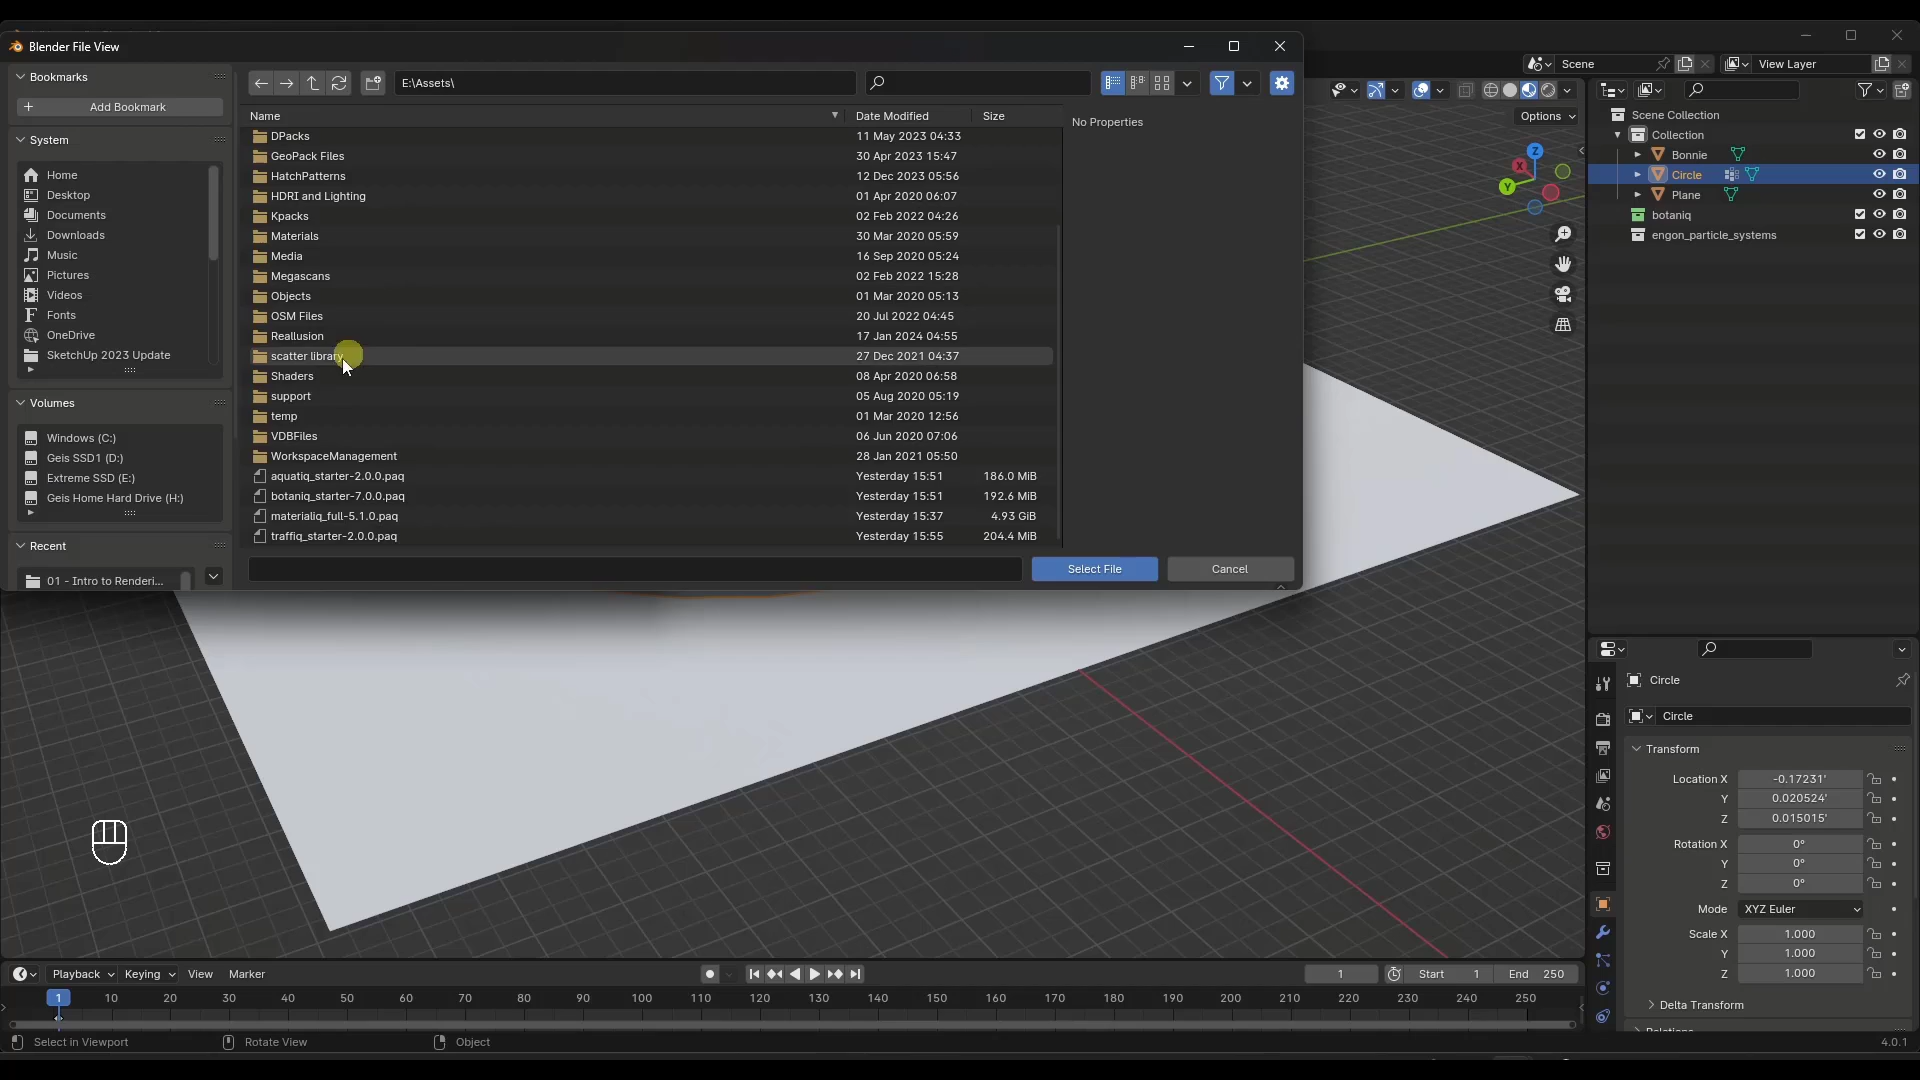 Blender File View
Bookmarks
Add Bookmark
System
Home
Desktop
Documents
Downloads
Music
Pictures
Videos
Fonts
OneDrive
SketchUp 2023 Update
Volumes
Windows (C:)
Geis SSD1 (D:)
Extreme SSD (E:)
Geis Home Hard Drive (H:)
Recent
01 - Intro to Renderi...
E:\Assets\
Name Date Modified Size
DPacks 11 May 2023 04:33
GeoPack Files 30 Apr 2023 15:47
HatchPatterns 12 Dec 2023 05:56
HDRI and Lighting 01 Apr 2020 06:07
Kpacks 02 Feb 2022 04:26
Materials 30 Mar 2020 05:59
Media 16 Sep 2020 05:24
Megascans 02 Feb 2022 15:28
Objects 01 Mar 2020 05:13
OSM Files 20 Jul 2022 04:45
Reallusion 17 Jan 2024 04:55
scatter library 27 Dec 2021 04:37
Shaders 08 Apr 2020 06:58
support 05 Aug 2020 05:19
temp 01 Mar 2020 12:56
VDBFiles 06 Jun 2020 07:06
WorkspaceManagement 28 Jan 2021 05:50
aquatiq_starter-2.0.0.paq Yesterday 15:51 186.0 MiB
botaniq_starter-7.0.0.paq Yesterday 15:51 192.6 MiB
materialiq_full-5.1.0.paq Yesterday 15:37 4.93 GiB
traffiq_starter-2.0.0.paq Yesterday 15:55 204.4 MiB
No Properties
Select File Cancel
Scene View Layer
Options
X Y Z
Scene Collection
Collection
Bonnie
Circle
Plane
botaniq
engon_particle_systems
Circle
Circle
Transform
Location X -0.17231'
Y 0.020524'
Z 0.015015'
Rotation X 0°
Y 0°
Z 0°
Mode XYZ Euler
Scale X 1.000
Y 1.000
Z 1.000
Delta Transform
Playback Keying View Marker
1 Start 1 End 250
1 10 20 30 40 50 60 70 80 90 100 110 120 130 140 150 160 170 180 190 200 210 220 230 240 250
Select in Viewport Rotate View Object 4.0.1